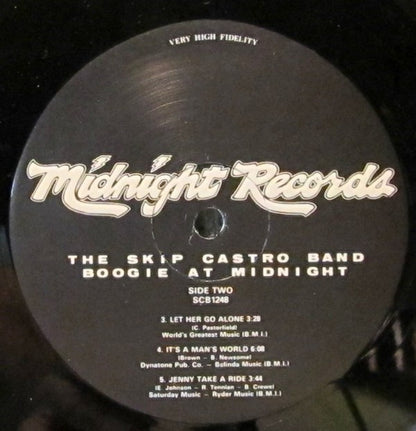 VERY HIGH FIDELITY
Midnight Records
THE SKIP CASTRO BAND
BOOGIE AT MIDNIGHT
SIDE TWO
SCB1248
3. LET HER GO ALONE 3:28
(C. Pasterfield)
World's Greatest Music (B.M.I.)
4. IT'S A MAN'S WORLD 6:08
(Brown - B. Newsome)
Dynatone Pub. Co. - Belinda Music (B.M.I.)
5. JENNY TAKE A RIDE 3:44
(E. Johnson - R. Tennian - B. Crewe)
Saturday Music - Ryder Music (B.M.I.)